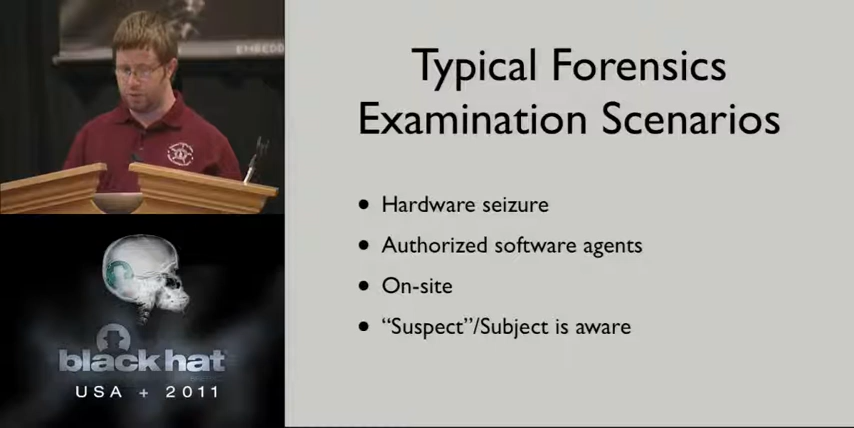 EMBEDD
Typical Forensics
Examination Scenarios
• Hardware seizure
• Authorized software agents
• On-site
• “Suspect”/Subject is aware
black hat
USA + 2011